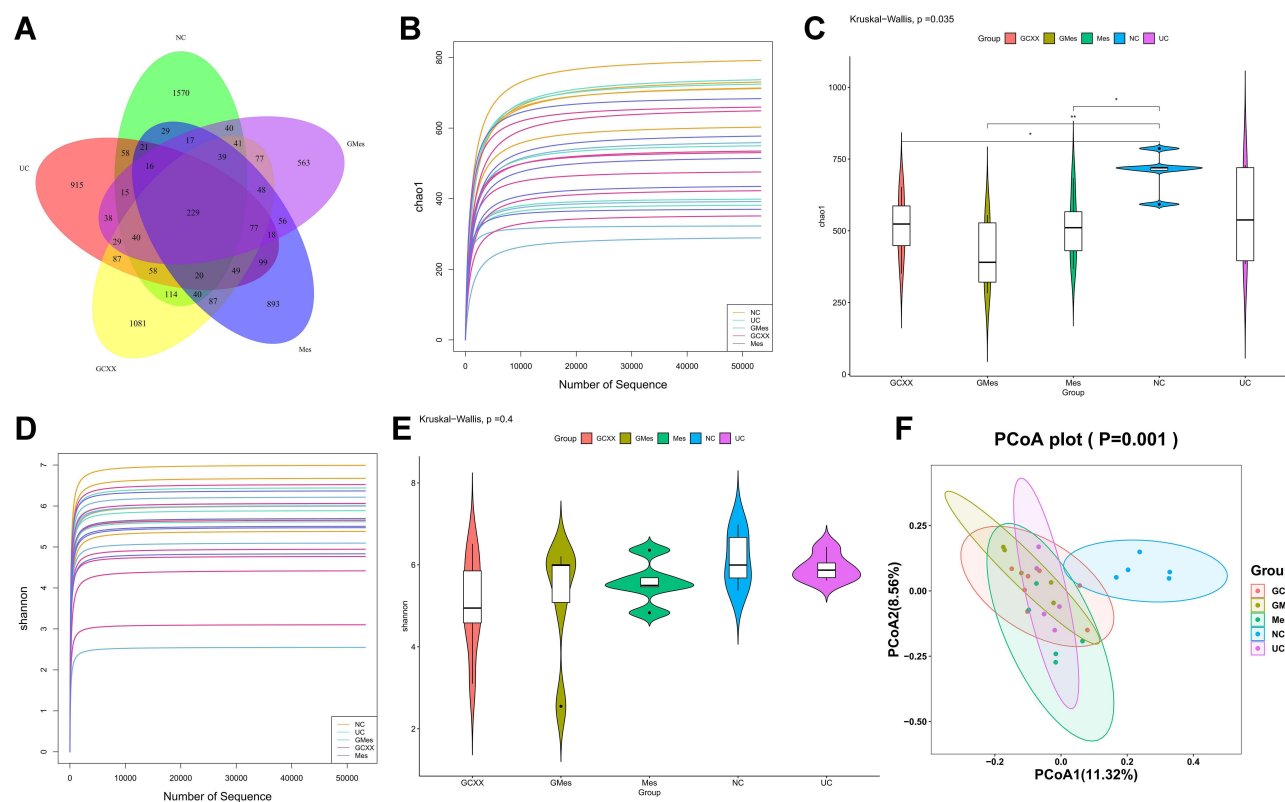 A
NC
1570
29
40
GMes
58
21
17
41
77
563
16
39
UC
915
15
48
229
38
77
56
29
40
18
87
58
20
49
99
114
40
87
893
1081
Mes
GCXX
B
800
600
400
200
0
chao1
0
10000
20000
30000
40000
50000
Number of Sequence
NC
UC
GMes
GCXX
Mes
C
Kruskal−Wallis, p =0.035
Group GCXX GMes Mes NC UC
1000
750
500
250
0
chao1
*
**
*
GCXX GMes Mes NC UC
Group
D
7
6
5
4
3
2
1
0
shannon
0 10000 20000 30000 40000 50000
Number of Sequence
NC
UC
GMes
GCXX
Mes
E
Kruskal−Wallis, p =0.4
Group GCXX GMes Mes NC UC
8
6
4
2
shannon
GCXX GMes Mes NC UC
Group
F
PCoA plot ( P=0.001 )
0.25
0.00
−0.25
−0.50
PCoA2(8.56%)
−0.2 0.0 0.2 0.4
PCoA1(11.32%)
Grou
GC
GM
Me
NC
UC